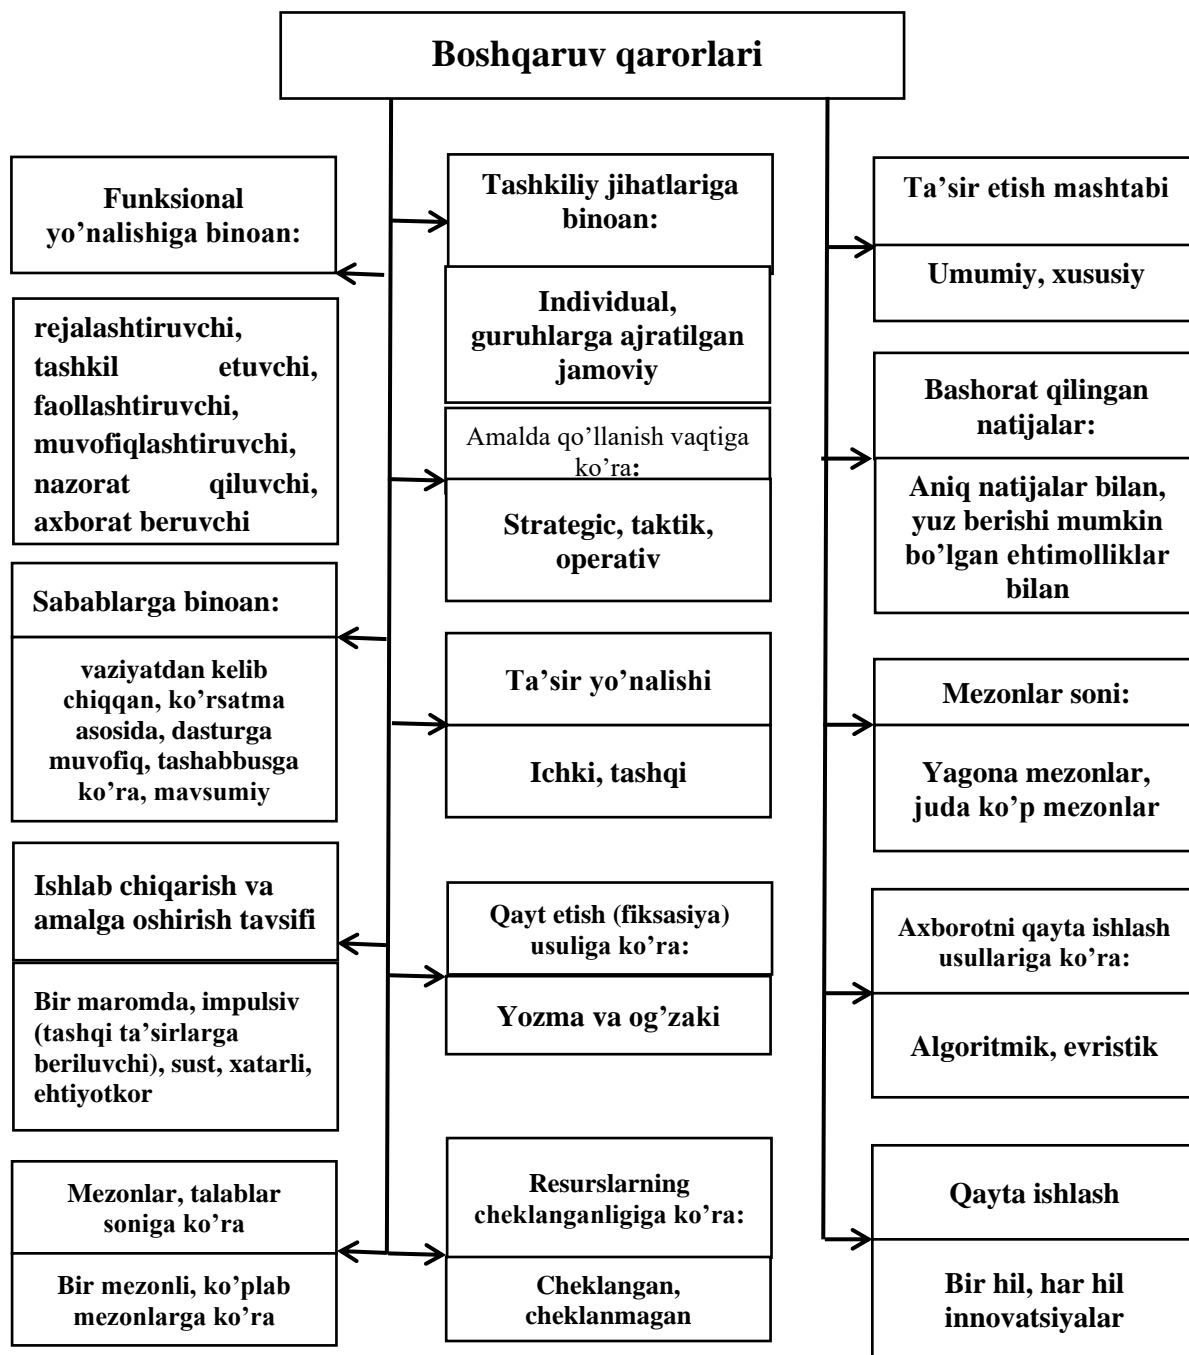 Boshqaruv qarorlari
Funksional
yo’nalishiga binoan:
rejalashtiruvchi,
tashkil etuvchi,
faollashtiruvchi,
muvofiqlashtiruvchi,
nazorat qiluvchi,
axborat beruvchi
Sabablarga binoan:
vaziyatdan kelib
chiqqan, ko’rsatma
asosida, dasturga
muvofiq, tashabbusga
ko’ra, mavsumiy
Ishlab chiqarish va
amalga oshirish tavsifi
Bir maromda, impulsiv
(tashqi ta’sirlarga
beriluvchi), sust, xatarli,
ehtiyotkor
Mezonlar, talablar
soniga ko’ra
Bir mezonli, ko’plab
mezonlarga ko’ra
Tashkiliy jihatlariga
binoan:
Individual,
guruhlarga ajratilgan
jamoviy
Amalda qo’llanish vaqtiga
ko’ra:
Strategic, taktik,
operativ
Ta’sir yo’nalishi
Ichki, tashqi
Qayt etish (fiksasiya)
usuliga ko’ra:
Yozma va og’zaki
Resurslarning
cheklanganligiga ko’ra:
Cheklangan,
cheklanmagan
Ta’sir etish mashtabi
Umumiy, xususiy
Bashorat qilingan
natijalar:
Aniq natijalar bilan,
yuz berishi mumkin
bo’lgan ehtimolliklar
bilan
Mezonlar soni:
Yagona mezonlar,
juda ko’p mezonlar
Axborotni qayta ishlash
usullariga ko’ra:
Algoritmik, evristik
Qayta ishlash
Bir hil, har hil
innovatsiyalar